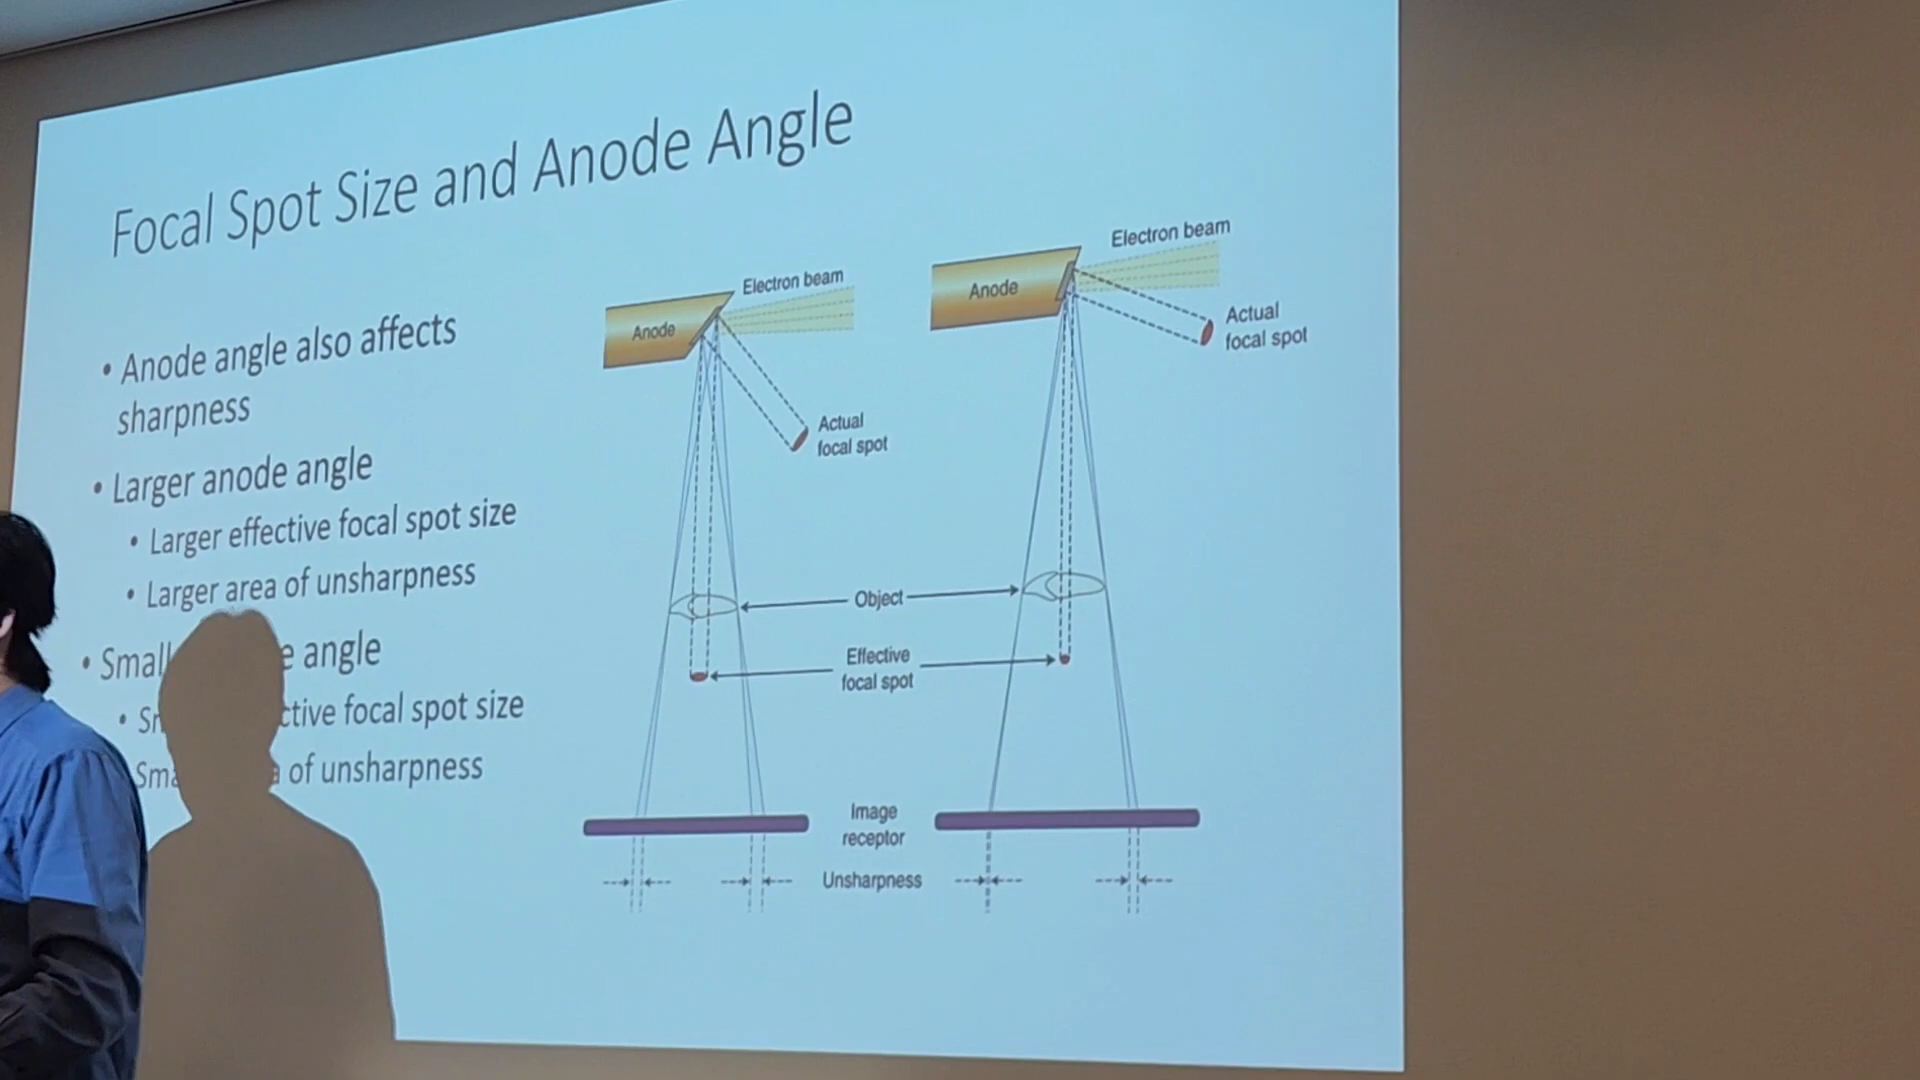 Focal Spot Size and Anode Angle
• Anode angle also affects
sharpness
• Larger anode angle
• Larger effective focal spot size
• Larger area of unsharpness
• angle
• focal spot size
of unsharpness
Electron beam
Anode
Actual
focal spot
Electron beam
Anode
Actual
focal spot
Object
Effective
focal spot
Image
receptor
Unsharpness